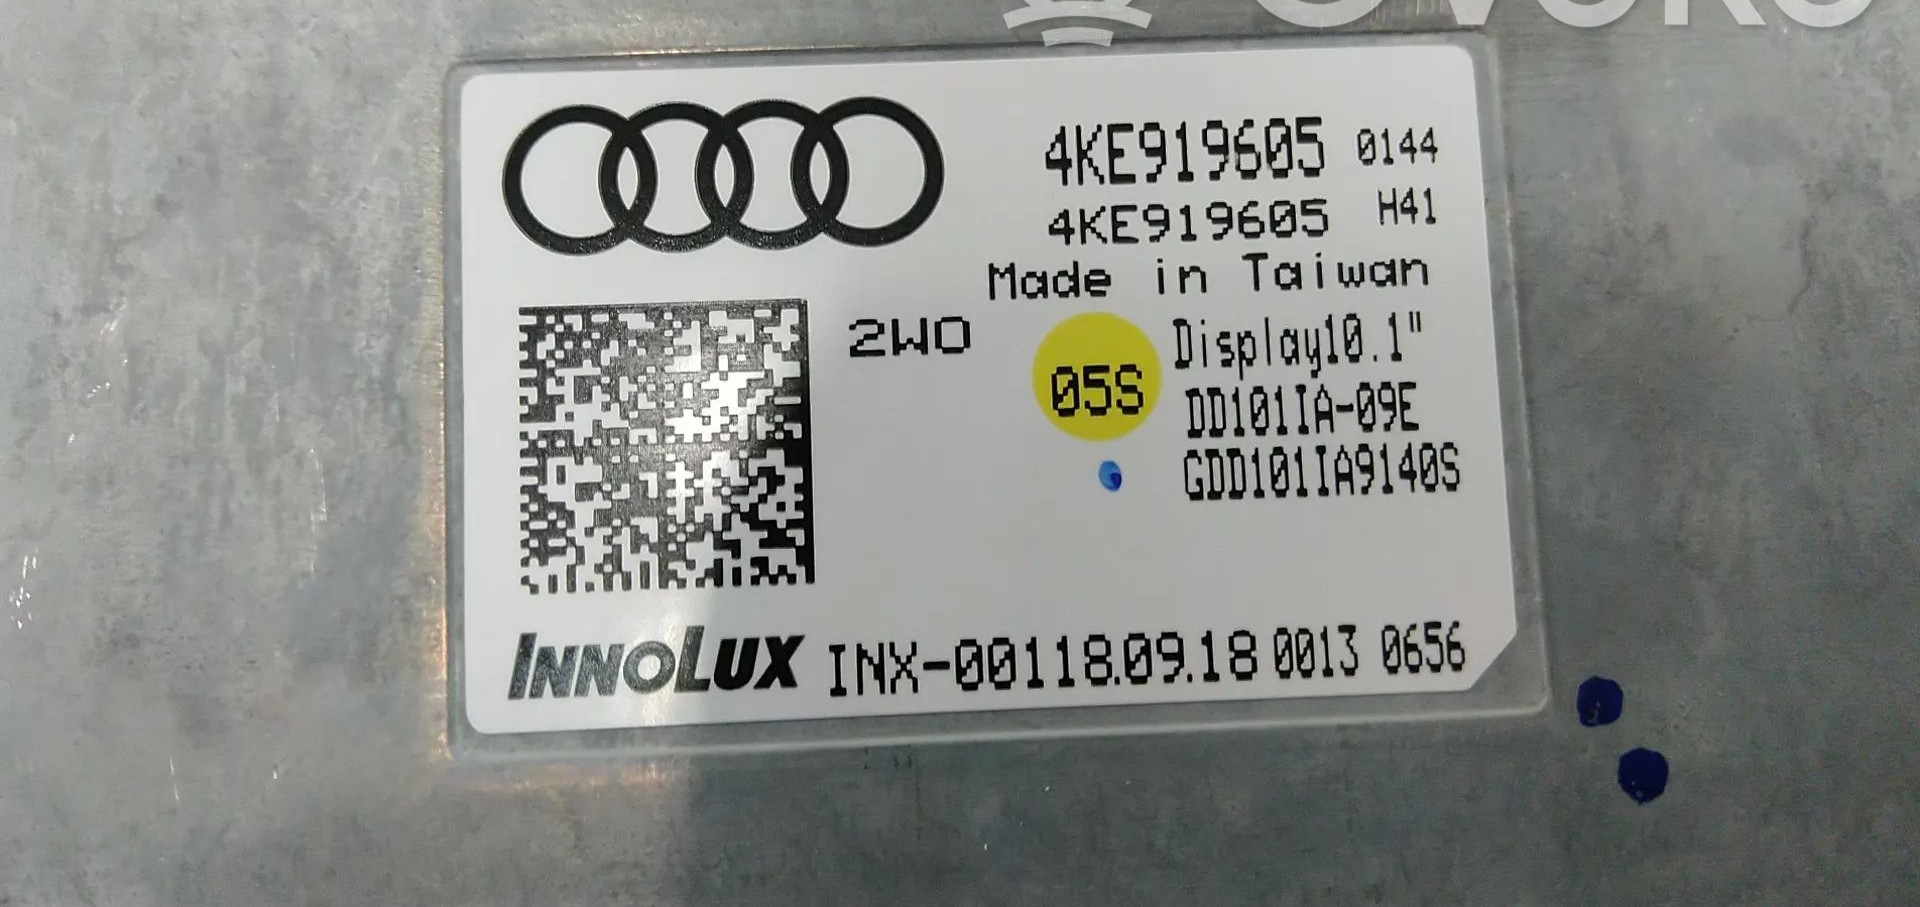 4KE919605 0144
4KE919605 H41
Made in Taiwan
2WO
05S
Display10.1"
DD101IA-09E
GDD101IA9140S
INNOLUX INX-00118.09.18 0013 0656